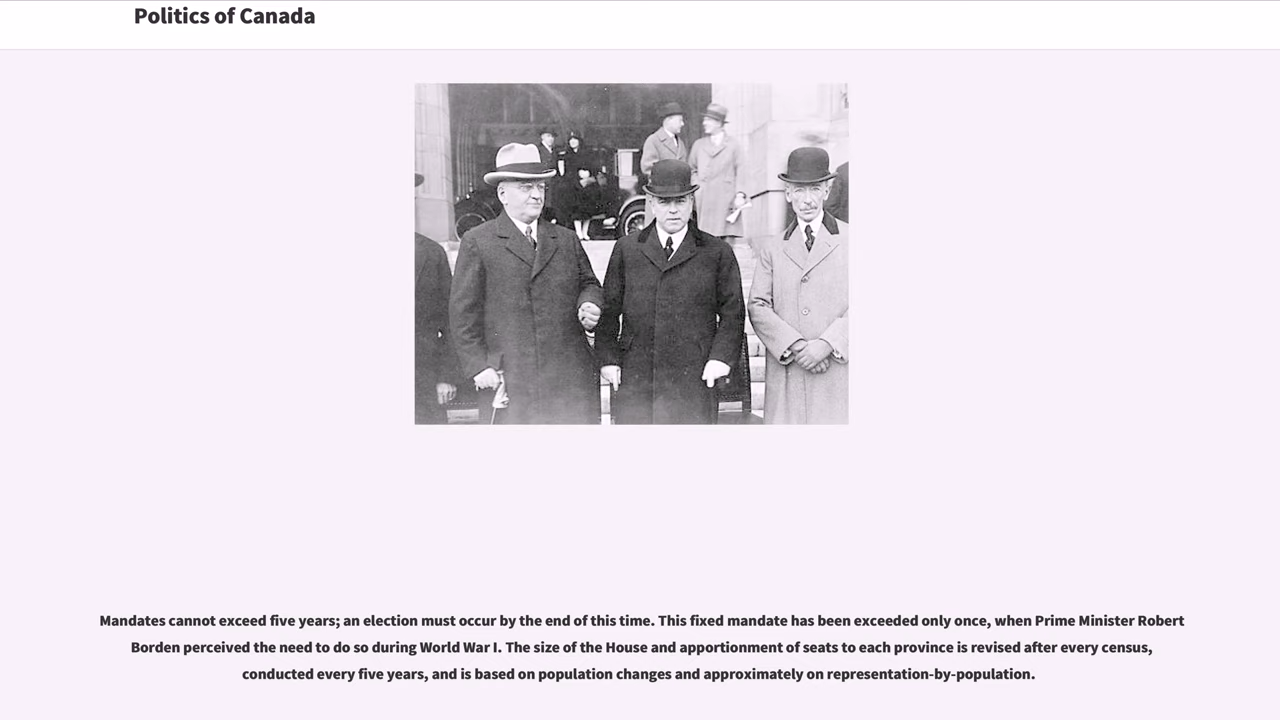 Politics of Canada
Mandates cannot exceed five years; an election must occur by the end of this time. This fixed mandate has been exceeded only once, when Prime Minister Robert
Borden perceived the need to do so during World War I. The size of the House and apportionment of seats to each province is revised after every census,
conducted every five years, and is based on population changes and approximately on representation-by-population.